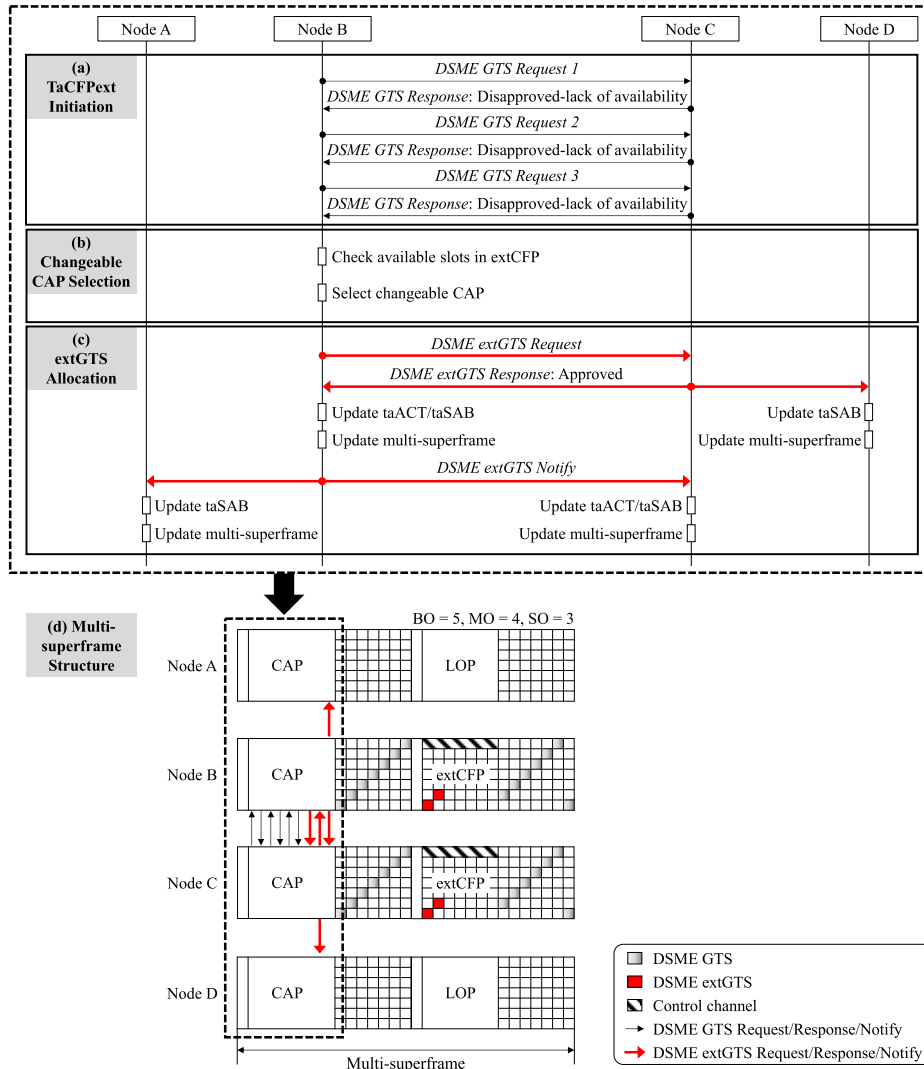 Node A
Node B
Node C
Node D
(a)
TaCFPext
Initiation
DSME GTS Request 1
DSME GTS Response: Disapproved-lack of availability
DSME GTS Request 2
DSME GTS Response: Disapproved-lack of availability
DSME GTS Request 3
DSME GTS Response: Disapproved-lack of availability
(b)
Changeable
CAP Selection
Check available slots in extCFP
Select changeable CAP
(c)
extGTS
Allocation
DSME extGTS Request
DSME extGTS Response: Approved
Update taACT/taSAB
Update taSAB
Update multi-superframe
Update multi-superframe
DSME extGTS Notify
Update taSAB
Update taACT/taSAB
Update multi-superframe
Update multi-superframe
(d) Multi-
superframe
Structure
BO = 5, MO = 4, SO = 3
Node A
CAP
LOP
Node B
CAP
extCFP
Node C
CAP
extCFP
Node D
CAP
LOP
Multi-superframe
DSME GTS
DSME extGTS
Control channel
DSME GTS Request/Response/Notify
DSME extGTS Request/Response/Notify